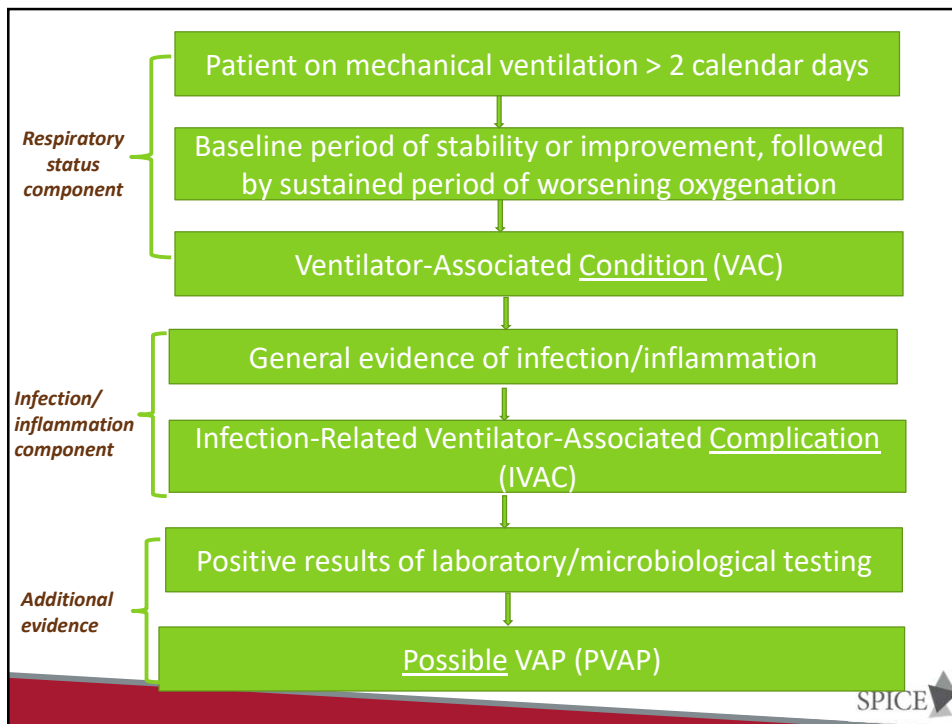 Patient on mechanical ventilation > 2 calendar days
Respiratory
status
component
Baseline period of stability or improvement, followed
by sustained period of worsening oxygenation
Ventilator-Associated Condition (VAC)
General evidence of infection/inflammation
Infection/
inflammation
component
Infection-Related Ventilator-Associated Complication
(IVAC)
Positive results of laboratory/microbiological testing
Additional
evidence
Possible VAP (PVAP)
SPICE